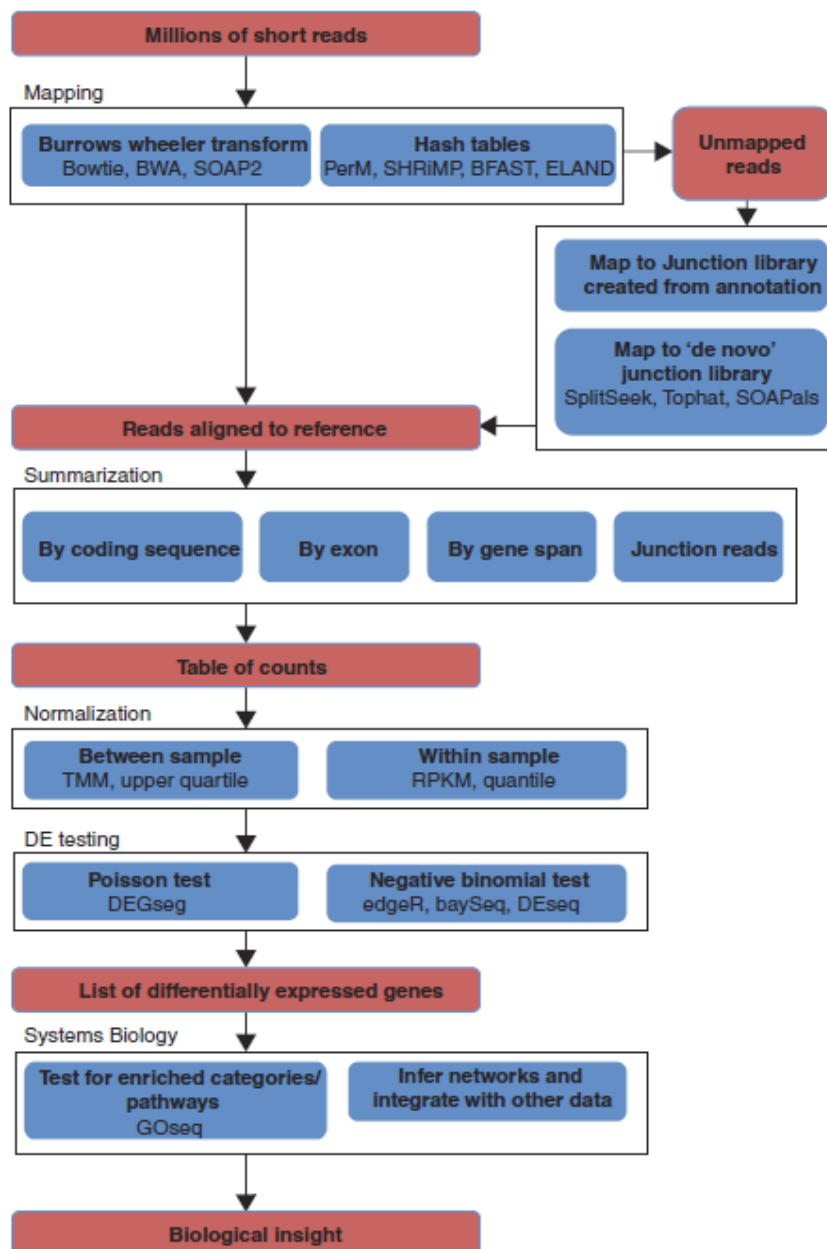 Millions of short reads
Mapping
Burrows wheeler transform
Bowtie, BWA, SOAP2
Hash tables
PerM, SHRiMP, BFAST, ELAND
Unmapped
reads
Map to Junction library
created from annotation
Map to ‘de novo’
junction library
SplitSeek, Tophat, SOAPals
Reads aligned to reference
Summarization
By coding sequence
By exon
By gene span
Junction reads
Table of counts
Normalization
Between sample
TMM, upper quartile
Within sample
RPKM, quantile
DE testing
Poisson test
DEGseg
Negative binomial test
edgeR, baySeq, DEseq
List of differentially expressed genes
Systems Biology
Test for enriched categories/
pathways
GOseq
Infer networks and
integrate with other data
Biological insight